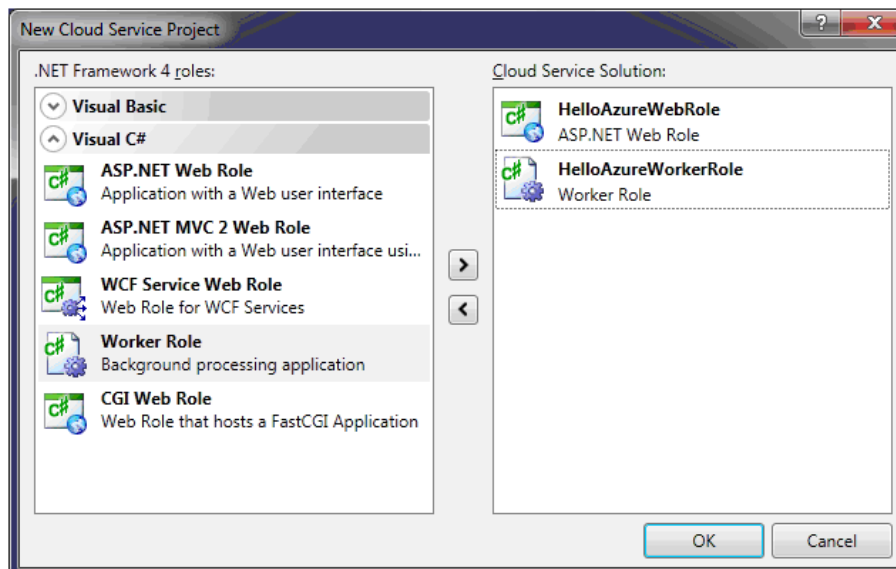 New Cloud Service Project
.NET Framework 4 roles:
Visual Basic
Visual C#
ASP.NET Web Role
Application with a Web user interface
ASP.NET MVC 2 Web Role
Application with a Web user interface usi...
WCF Service Web Role
Web Role for WCF Services
Worker Role
Background processing application
CGI Web Role
Web Role that hosts a FastCGI Application
Cloud Service Solution:
HelloAzureWebRole
ASP.NET Web Role
HelloAzureWorkerRole
Worker Role
OK
Cancel